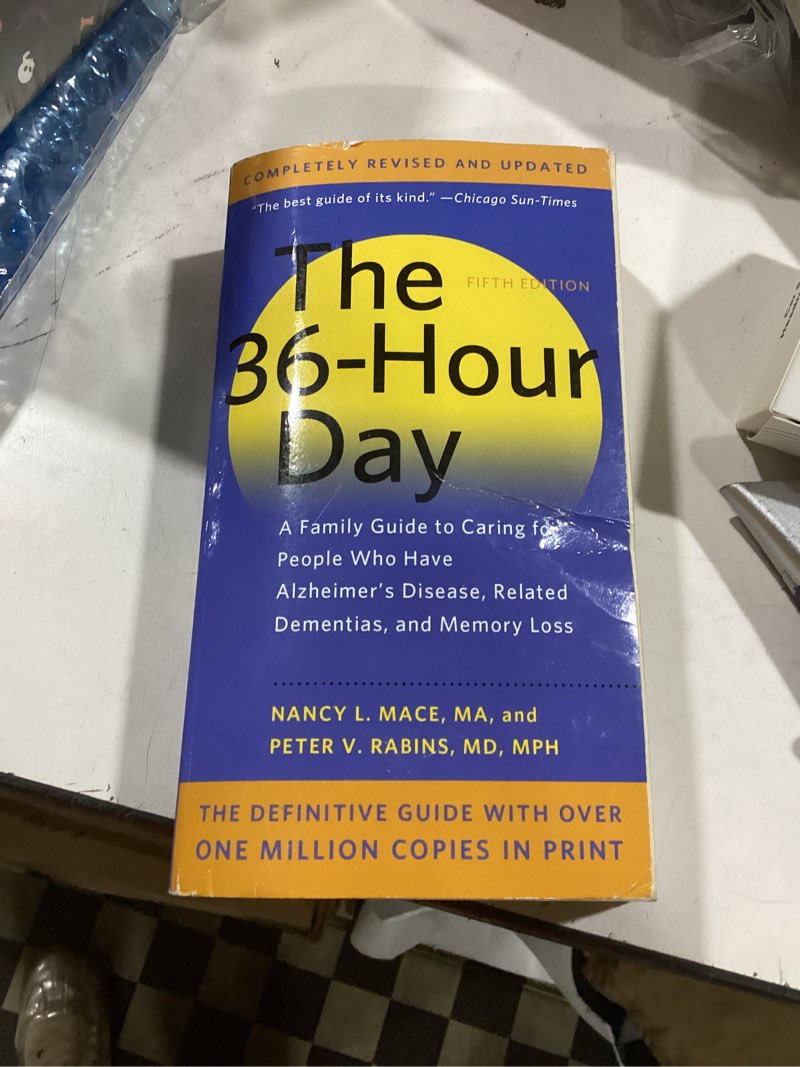 COMPLETELY REVISED AND UPDATED
"The best guide of its kind." —Chicago Sun-Times
The
FIFTH EDITION
36-Hour
Day
A Family Guide to Caring for
People Who Have
Alzheimer's Disease, Related
Dementias, and Memory Loss
NANCY L. MACE, MA, and
PETER V. RABINS, MD, MPH
THE DEFINITIVE GUIDE WITH OVER
ONE MILLION COPIES IN PRINT